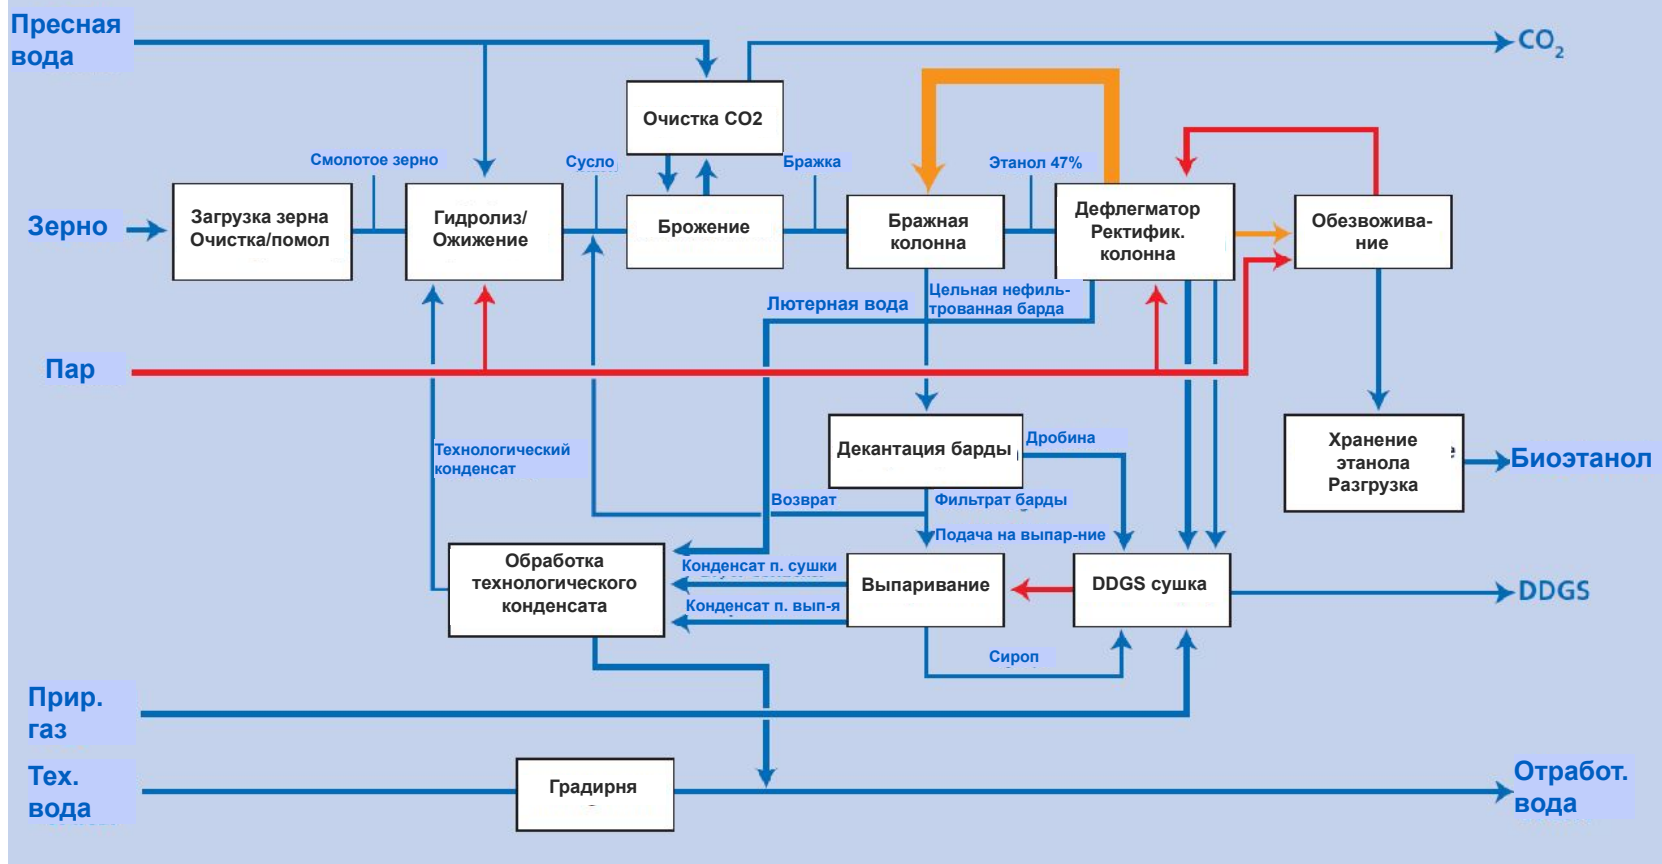 Пресная
вода
CO2
Очистка CO2
Смолотое зерно
Сусло
Бражка
Этанол 47%
Зерно
Загрузка зерна
Очистка/помол
Гидролиз/
Ожижение
Брожение
Бражная
колонна
Дефлегматор
Ректифик.
колонна
Обезвожива-
ние
Лютерная вода
Цельная нефиль-
трованная барда
Пар
Технологический
конденсат
Декантация барды
Дробина
Хранение
этанола
Разгрузка
Биоэтанол
Возврат
Фильтрат барды
Подача на выпар-ние
Обработка
технологического
конденсата
Конденсат п. сушки
Конденсат п. вып-я
Выпаривание
DDGS сушка
DDGS
Сироп
Прир.
газ
Тех.
вода
Градирня
Отработ.
вода